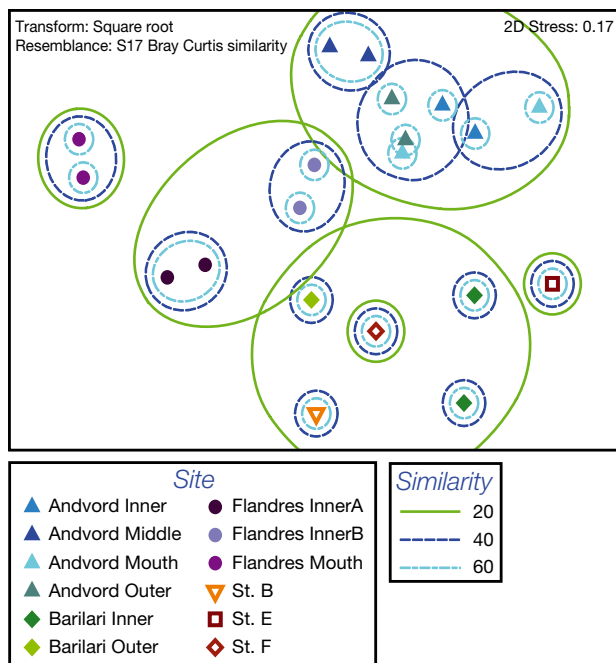 Transform: Square root
Resemblance: S17 Bray Curtis similarity
2D Stress: 0.17
Site
Andvord Inner
Andvord Middle
Andvord Mouth
Andvord Outer
Barilari Inner
Barilari Outer
Flandres InnerA
Flandres InnerB
Flandres Mouth
St. B
St. E
St. F
Similarity
20
40
60